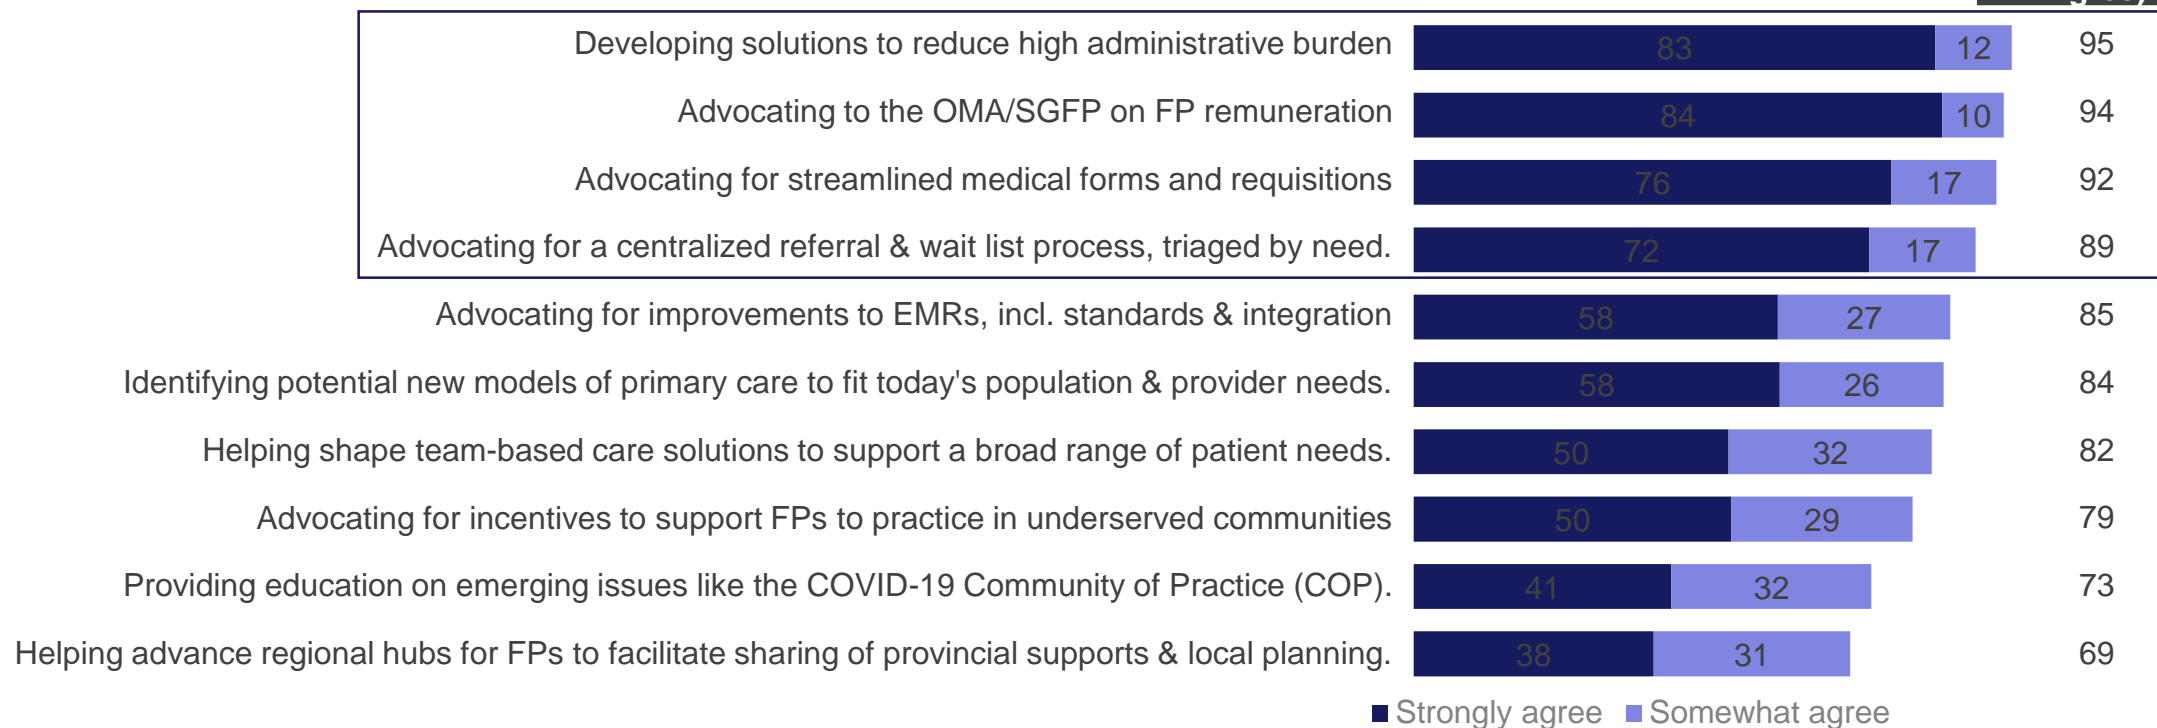 Developing solutions to reduce high administrative burden 83 12 95
Advocating to the OMA/SGFP on FP remuneration 84 10 94
Advocating for streamlined medical forms and requisitions 76 17 92
Advocating for a centralized referral & wait list process, triaged by need. 72 17 89
Advocating for improvements to EMRs, incl. standards & integration 58 27 85
Identifying potential new models of primary care to fit today's population & provider needs. 58 26 84
Helping shape team-based care solutions to support a broad range of patient needs. 50 32 82
Advocating for incentives to support FPs to practice in underserved communities 50 29 79
Providing education on emerging issues like the COVID-19 Community of Practice (COP). 41 32 73
Helping advance regional hubs for FPs to facilitate sharing of provincial supports & local planning. 38 31 69
Strongly agree Somewhat agree